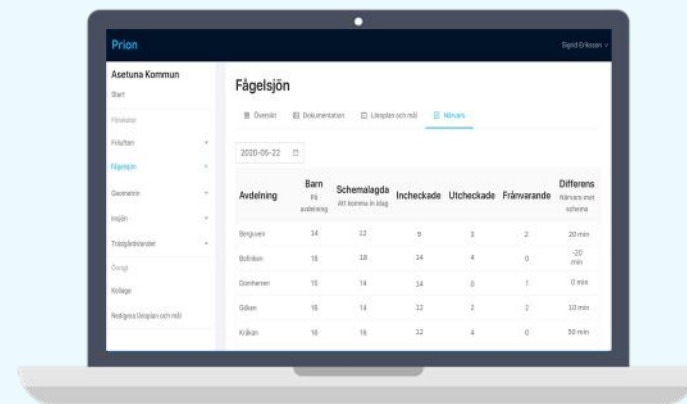 Prion
Sigrid Eriksson
Asetuna Kommun
Start
Förskolor
Friluften
Fågelsjön
Geometrin
Insjön
Trädgårdslandet
Övrigt
Kollega
Redigera läroplan och mål
Fågelsjön
Översikt Dokumentation Läroplan och mål Närvaro
2020-05-22
Avdelning Barn Schemalagda Incheckade Utcheckade Frånvarande Differens
På avdelning Att komma in idag Närvaro mot schema
Berguven 14 12 9 3 2 20 min
Bofinken 18 18 14 4 0 -20 min
Domherren 15 14 14 0 1 0 min
Göken 16 14 12 2 2 10 min
Kråkan 16 16 12 4 0 50 min